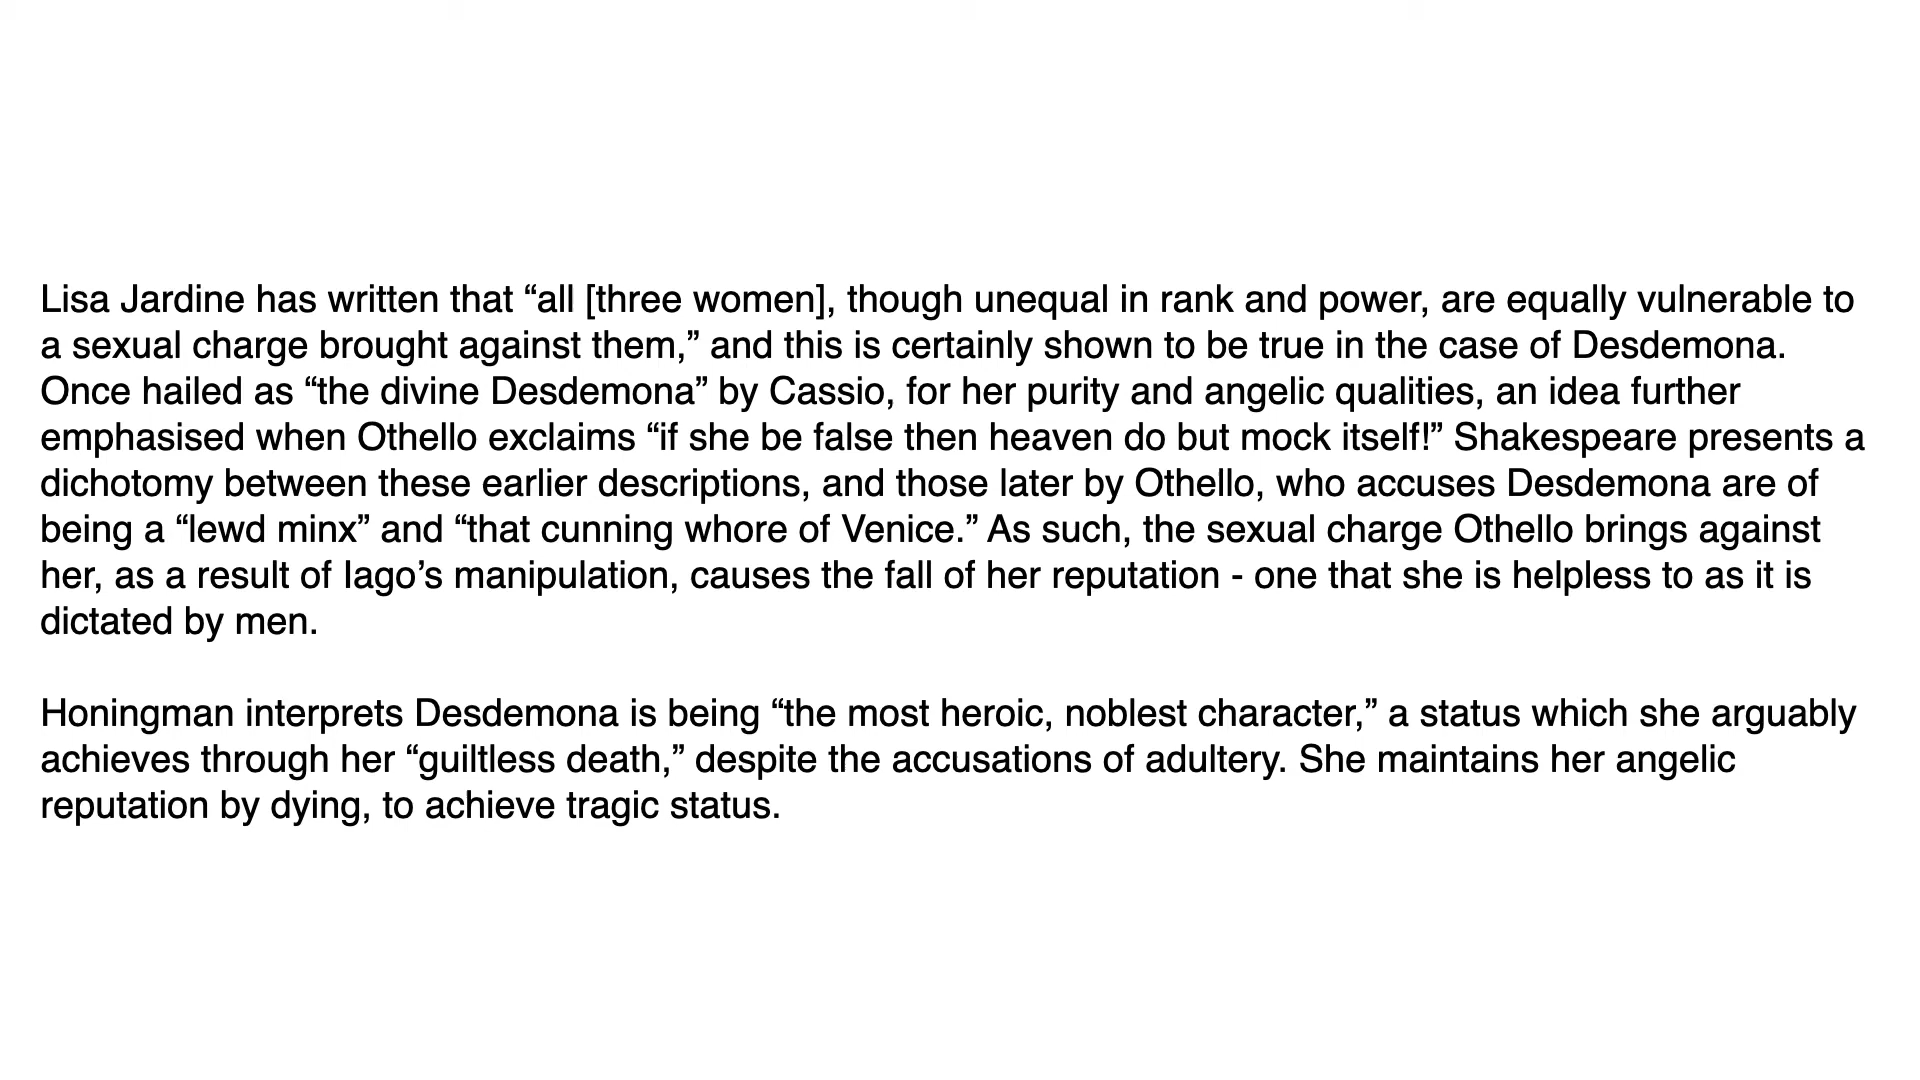 Lisa Jardine has written that “all [three women], though unequal in rank and power, are equally vulnerable to
a sexual charge brought against them,” and this is certainly shown to be true in the case of Desdemona.
Once hailed as “the divine Desdemona” by Cassio, for her purity and angelic qualities, an idea further
emphasised when Othello exclaims “if she be false then heaven do but mock itself!” Shakespeare presents a
dichotomy between these earlier descriptions, and those later by Othello, who accuses Desdemona are of
being a “lewd minx” and “that cunning whore of Venice.” As such, the sexual charge Othello brings against
her, as a result of Iago’s manipulation, causes the fall of her reputation - one that she is helpless to as it is
dictated by men.
Honingman interprets Desdemona is being “the most heroic, noblest character,” a status which she arguably
achieves through her “guiltless death,” despite the accusations of adultery. She maintains her angelic
reputation by dying, to achieve tragic status.